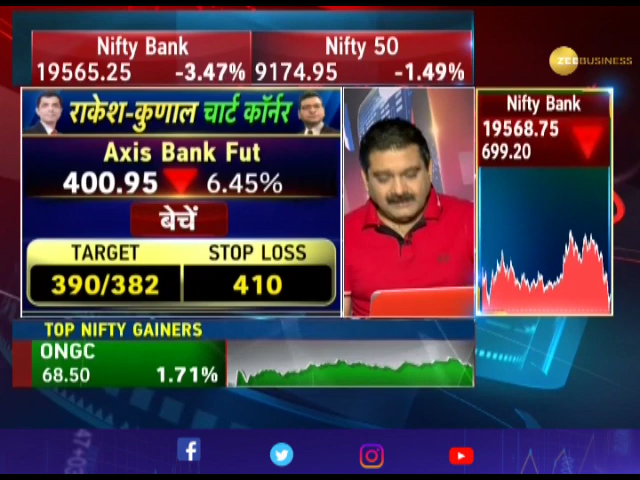 Nifty Bank
19565.25 -3.47%
Nifty 50
9174.95 -1.49%
ZEEBUSINESS
राकेश-कुणाल चार्ट कॉर्नर
Axis Bank Fut
400.95 6.45%
बेचें
TARGET STOP LOSS
390/382 410
Nifty Bank
19568.75
699.20
TOP NIFTY GAINERS
ONGC
68.50 1.71%